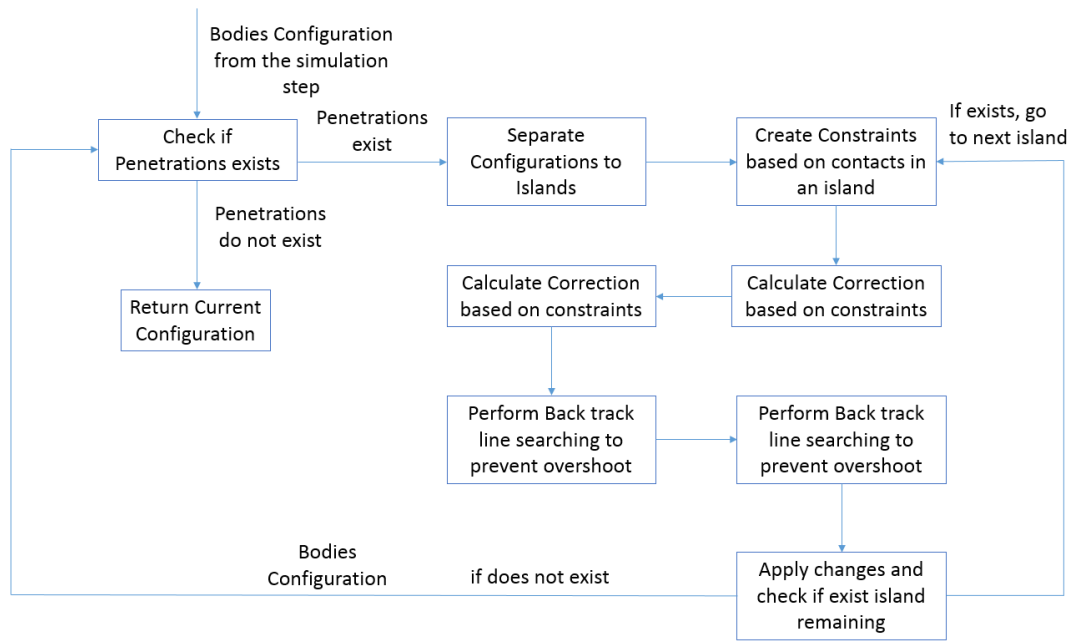 Bodies Configuration
from the simulation
step
Check if
Penetrations exists
Penetrations
exist
Separate
Configurations to
Islands
Create Constraints
based on contacts in
an island
If exists, go
to next island
Penetrations
do not exist
Return Current
Configuration
Calculate Correction
based on constraints
Calculate Correction
based on constraints
Perform Back track
line searching to
prevent overshoot
Perform Back track
line searching to
prevent overshoot
Bodies
Configuration
if does not exist
Apply changes and
check if exist island
remaining